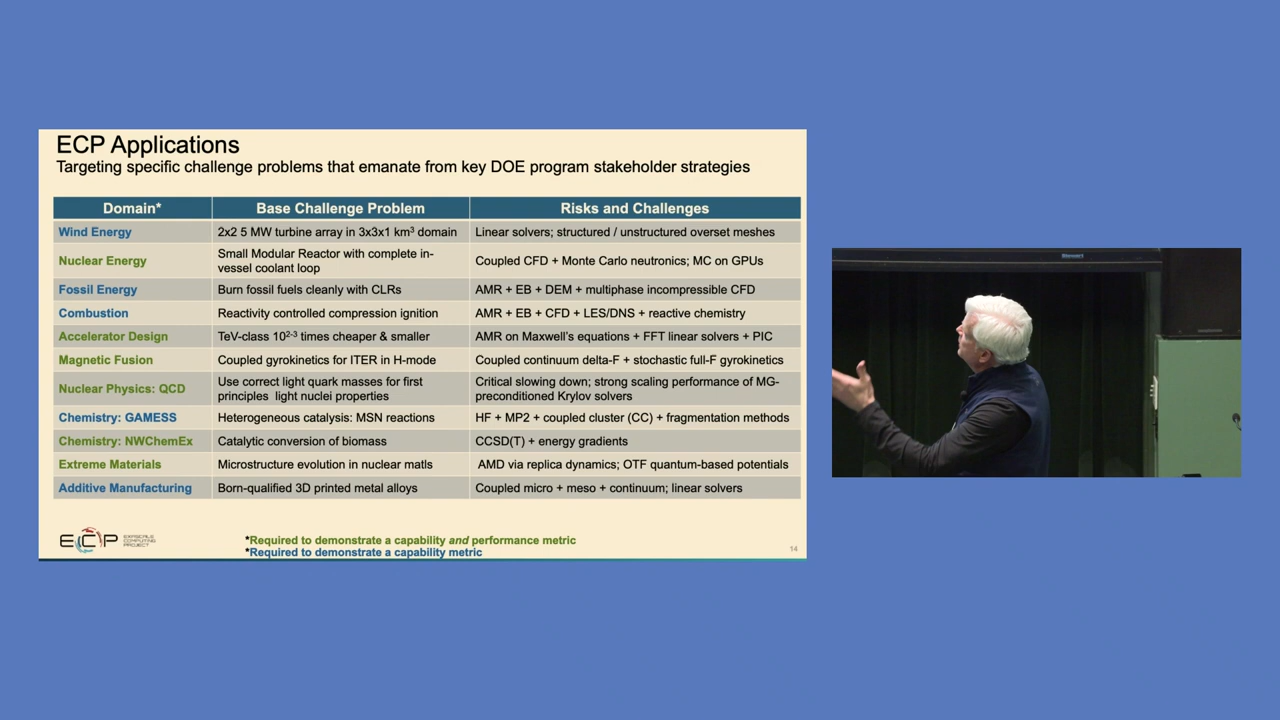 ECP Applications
Targeting specific challenge problems that emanate from key DOE program stakeholder strategies
Domain* Base Challenge Problem Risks and Challenges
Wind Energy 2x2 5 MW turbine array in 3x3x1 km³ domain Linear solvers; structured / unstructured overset meshes
Nuclear Energy Small Modular Reactor with complete in-
vessel coolant loop Coupled CFD + Monte Carlo neutronics; MC on GPUs
Fossil Energy Burn fossil fuels cleanly with CLRs AMR + EB + DEM + multiphase incompressible CFD
Combustion Reactivity controlled compression ignition AMR + EB + CFD + LES/DNS + reactive chemistry
Accelerator Design TeV-class 10²⁻³ times cheaper & smaller AMR on Maxwell's equations + FFT linear solvers + PIC
Magnetic Fusion Coupled gyrokinetics for ITER in H-mode Coupled continuum delta-F + stochastic full-F gyrokinetics
Nuclear Physics: QCD Use correct light quark masses for first
principles light nuclei properties Critical slowing down; strong scaling performance of MG-
preconditioned Krylov solvers
Chemistry: GAMESS Heterogeneous catalysis: MSN reactions HF + MP2 + coupled cluster (CC) + fragmentation methods
Chemistry: NWChemEx Catalytic conversion of biomass CCSD(T) + energy gradients
Extreme Materials Microstructure evolution in nuclear matls AMD via replica dynamics; OTF quantum-based potentials
Additive Manufacturing Born-qualified 3D printed metal alloys Coupled micro + meso + continuum; linear solvers
ECP EXASCALE
COMPUTING
PROJECT
*Required to demonstrate a capability and performance metric
*Required to demonstrate a capability metric
14
Stewart